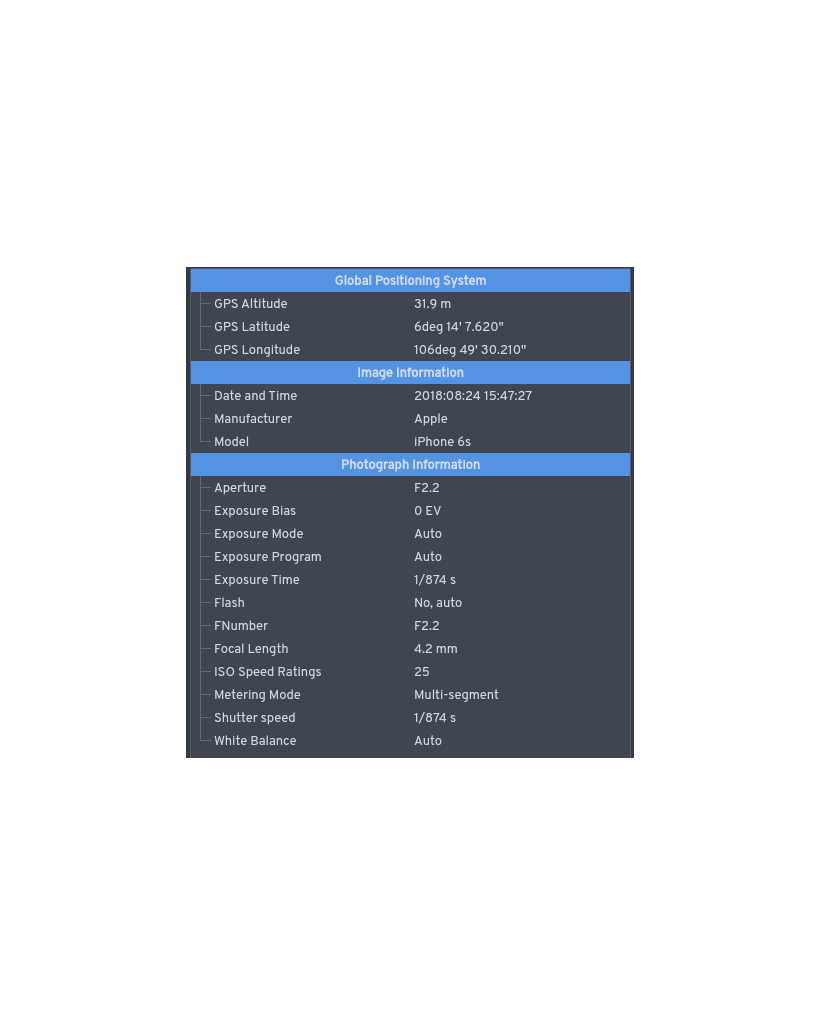 Global Positioning System
GPS Altitude 31.9 m
GPS Latitude 6deg 14' 7.620"
GPS Longitude 106deg 49' 30.210"
Image Information
Date and Time 2018:08:24 15:47:27
Manufacturer Apple
Model iPhone 6s
Photograph Information
Aperture F2.2
Exposure Bias 0 EV
Exposure Mode Auto
Exposure Program Auto
Exposure Time 1/874 s
Flash No, auto
FNumber F2.2
Focal Length 4.2 mm
ISO Speed Ratings 25
Metering Mode Multi-segment
Shutter speed 1/874 s
White Balance Auto